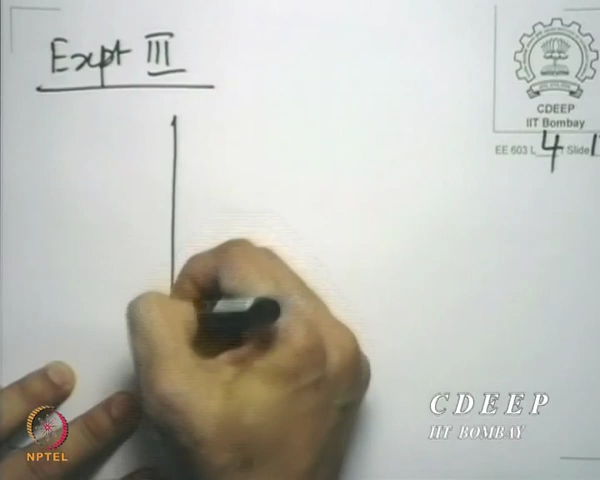 Expt III
CDEEP
IIT Bombay
EE 603 L 4 Slide 1
CDEEP
IIT BOMBAY
NPTEL